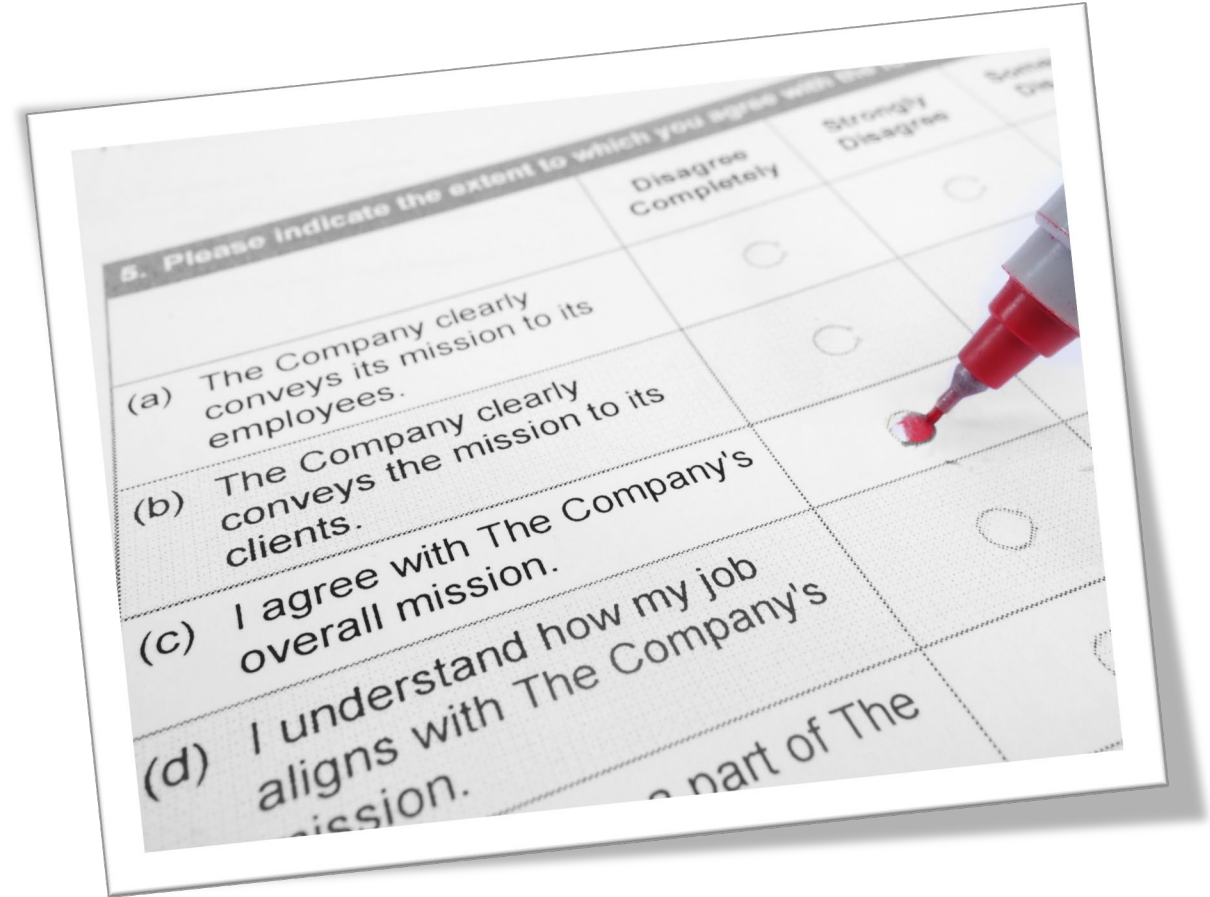 5. Please indicate the extent to which you agree with the
Disagree
Completely
Strongly
Disagree
(a) The Company clearly
conveys its mission to its
employees.
(b) The Company clearly
conveys the mission to its
clients.
(c) I agree with The Company's
overall mission.
(d) I understand how my job
aligns with The Company's
mission.
part of The